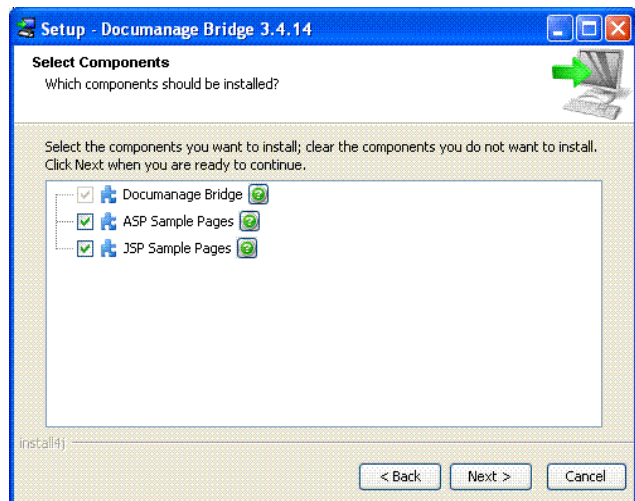 Setup - Documanage Bridge 3.4.14
Select Components
Which components should be installed?
Select the components you want to install; clear the components you do not want to install.
Click Next when you are ready to continue.
Documanage Bridge
ASP Sample Pages
JSP Sample Pages
install4j
< Back Next > Cancel